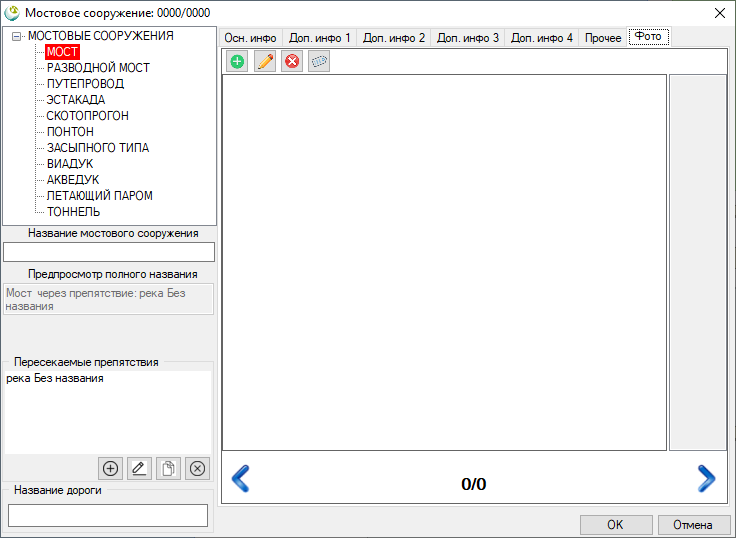 Мостовое сооружение: 0000/0000
МОСТОВЫЕ СООРУЖЕНИЯ
МОСТ
РАЗВОДНОЙ МОСТ
ПУТЕПРОВОД
ЭСТАКАДА
СКОТОПРОГОН
ПОНТОН
ЗАСЫПНОГО ТИПА
ВИАДУК
АКВЕДУК
ЛЕТАЮЩИЙ ПАРОМ
ТОННЕЛЬ
Название мостового сооружения
Предпросмотр полного названия
Мост через препятствие: река Без
названия
Пересекаемые препятствия
река Без названия
Название дороги
Осн. инфо Доп. инфо 1 Доп. инфо 2 Доп. инфо 3 Доп. инфо 4 Прочее Фото
0/0
OK Отмена